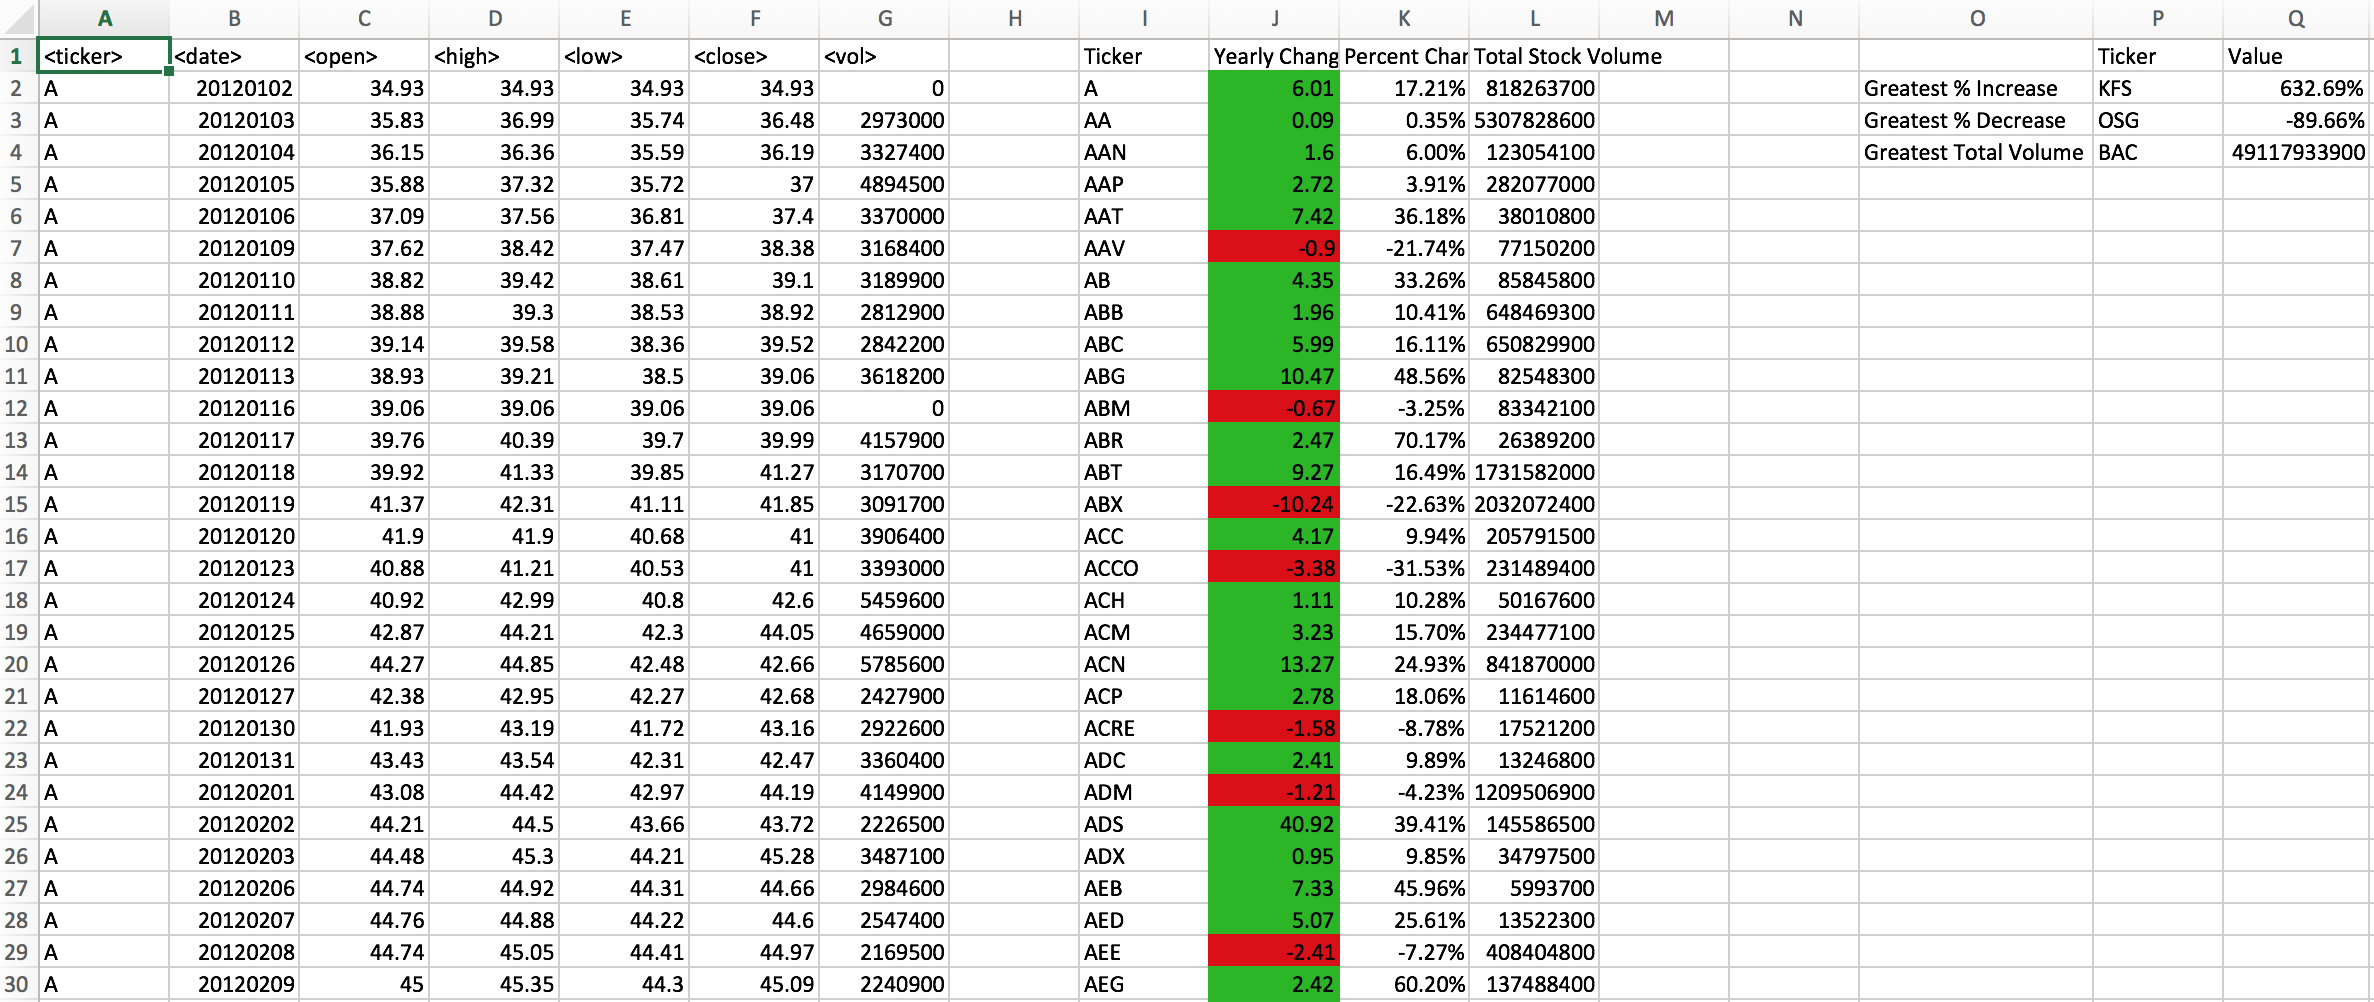 A B C D E F G H I J K L M N O P Q
1 <ticker> <date> <open> <high> <low> <close> <vol> Ticker Yearly Chang Percent Char Total Stock Volume Ticker Value
2 A 20120102 34.93 34.93 34.93 34.93 0 A 6.01 17.21% 818263700 Greatest % Increase KFS 632.69%
3 A 20120103 35.83 36.99 35.74 36.48 2973000 AA 0.09 0.35% 5307828600 Greatest % Decrease OSG -89.66%
4 A 20120104 36.15 36.36 35.59 36.19 3327400 AAN 1.6 6.00% 123054100 Greatest Total Volume BAC 49117933900
5 A 20120105 35.88 37.32 35.72 37 4894500 AAP 2.72 3.91% 282077000
6 A 20120106 37.09 37.56 36.81 37.4 3370000 AAT 7.42 36.18% 38010800
7 A 20120109 37.62 38.42 37.47 38.38 3168400 AAV -0.9 -21.74% 77150200
8 A 20120110 38.82 39.42 38.61 39.1 3189900 AB 4.35 33.26% 85845800
9 A 20120111 38.88 39.3 38.53 38.92 2812900 ABB 1.96 10.41% 648469300
10 A 20120112 39.14 39.58 38.36 39.52 2842200 ABC 5.99 16.11% 650829900
11 A 20120113 38.93 39.21 38.5 39.06 3618200 ABG 10.47 48.56% 82548300
12 A 20120116 39.06 39.06 39.06 39.06 0 ABM -0.67 -3.25% 83342100
13 A 20120117 39.76 40.39 39.7 39.99 4157900 ABR 2.47 70.17% 26389200
14 A 20120118 39.92 41.33 39.85 41.27 3170700 ABT 9.27 16.49% 1731582000
15 A 20120119 41.37 42.31 41.11 41.85 3091700 ABX -10.24 -22.63% 2032072400
16 A 20120120 41.9 41.9 40.68 41 3906400 ACC 4.17 9.94% 205791500
17 A 20120123 40.88 41.21 40.53 41 3393000 ACCO -3.38 -31.53% 231489400
18 A 20120124 40.92 42.99 40.8 42.6 5459600 ACH 1.11 10.28% 50167600
19 A 20120125 42.87 44.21 42.3 44.05 4659000 ACM 3.23 15.70% 234477100
20 A 20120126 44.27 44.85 42.48 42.66 5785600 ACN 13.27 24.93% 841870000
21 A 20120127 42.38 42.95 42.27 42.68 2427900 ACP 2.78 18.06% 11614600
22 A 20120130 41.93 43.19 41.72 43.16 2922600 ACRE -1.58 -8.78% 17521200
23 A 20120131 43.43 43.54 42.31 42.47 3360400 ADC 2.41 9.89% 13246800
24 A 20120201 43.08 44.42 42.97 44.19 4149900 ADM -1.21 -4.23% 1209506900
25 A 20120202 44.21 44.5 43.66 43.72 2226500 ADS 40.92 39.41% 145586500
26 A 20120203 44.48 45.3 44.21 45.28 3487100 ADX 0.95 9.85% 34797500
27 A 20120206 44.74 44.92 44.31 44.66 2984600 AEB 7.33 45.96% 5993700
28 A 20120207 44.76 44.88 44.22 44.6 2547400 AED 5.07 25.61% 13522300
29 A 20120208 44.74 45.05 44.41 44.97 2169500 AEE -2.41 -7.27% 408404800
30 A 20120209 45 45.35 44.3 45.09 2240900 AEG 2.42 60.20% 137488400